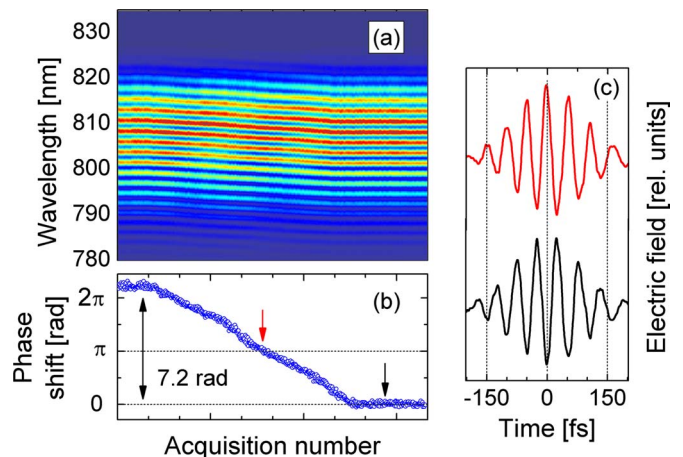 (a)
Wavelength [nm]
830
820
810
800
790
780
(b)
Phase
shift [rad]
2π
π
0
7.2 rad
Acquisition number
(c)
Electric field [rel. units]
-150 0 150
Time [fs]